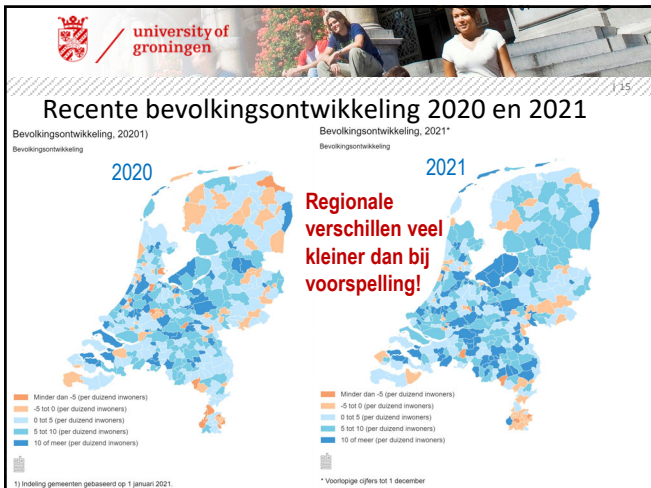 university of
groningen
| 15
Recente bevolkingsontwikkeling 2020 en 2021
Bevolkingsontwikkeling, 20201)
Bevolkingsontwikkeling
2020
Bevolkingsontwikkeling, 2021*
Bevolkingsontwikkeling
2021
Regionale
verschillen veel
kleiner dan bij
voorspelling!
Minder dan -5 (per duizend inwoners)
-5 tot 0 (per duizend inwoners)
0 tot 5 (per duizend inwoners)
5 tot 10 (per duizend inwoners)
10 of meer (per duizend inwoners)
1) Indeling gemeenten gebaseerd op 1 januari 2021.
Minder dan -5 (per duizend inwoners)
-5 tot 0 (per duizend inwoners)
0 tot 5 (per duizend inwoners)
5 tot 10 (per duizend inwoners)
10 of meer (per duizend inwoners)
* Voorlopige cijfers tot 1 december